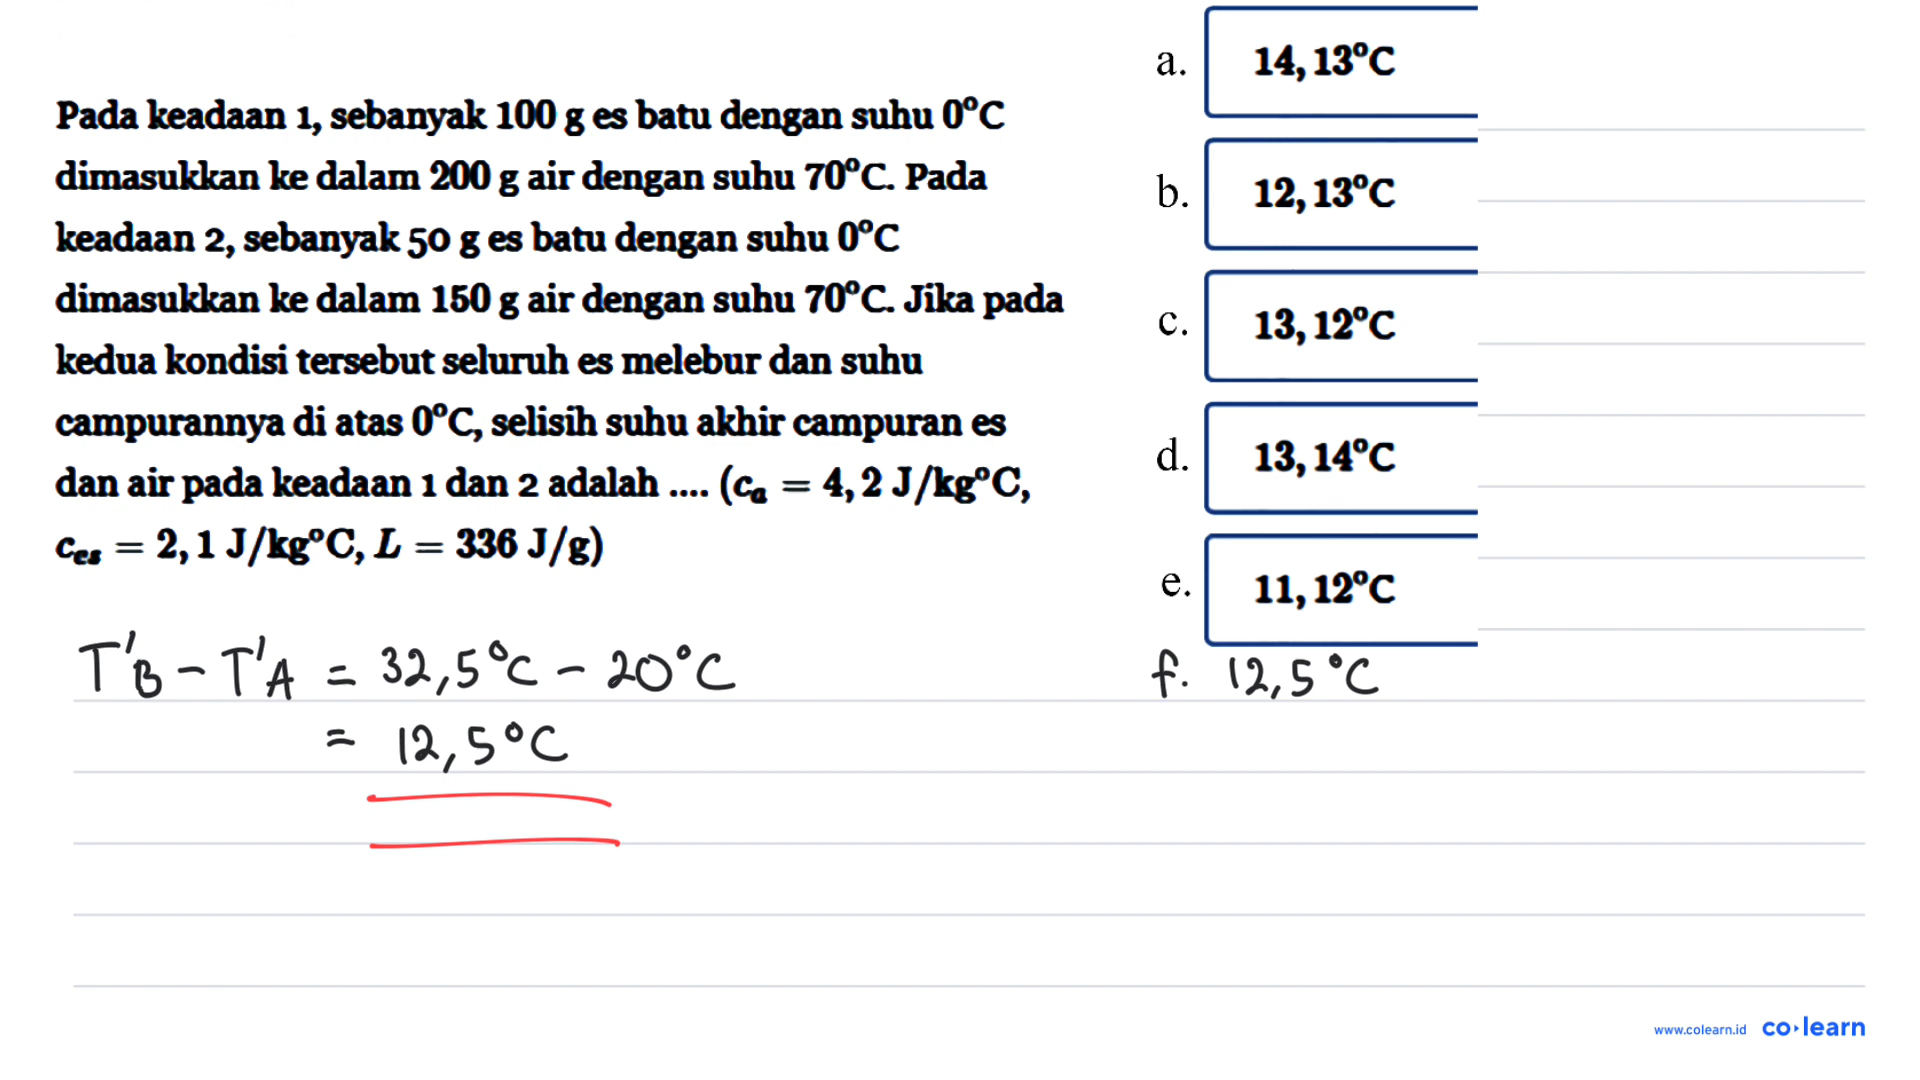 Pada keadaan 1, sebanyak 100 g es batu dengan suhu 0°C
dimasukkan ke dalam 200 g air dengan suhu 70°C. Pada
keadaan 2, sebanyak 50 g es batu dengan suhu 0°C
dimasukkan ke dalam 150 g air dengan suhu 70°C. Jika pada
kedua kondisi tersebut seluruh es melebur dan suhu
campurannya di atas 0°C, selisih suhu akhir campuran es
dan air pada keadaan 1 dan 2 adalah .... (c_a = 4, 2 J/kg°C,
c_es = 2, 1 J/kg°C, L = 336 J/g)
a. 14, 13°C
b. 12, 13°C
c. 13, 12°C
d. 13, 14°C
e. 11, 12°C
f. 12,5°C
T'B - T'A = 32,5°C - 20°C
= 12,5°C
www.colearn.id co learn